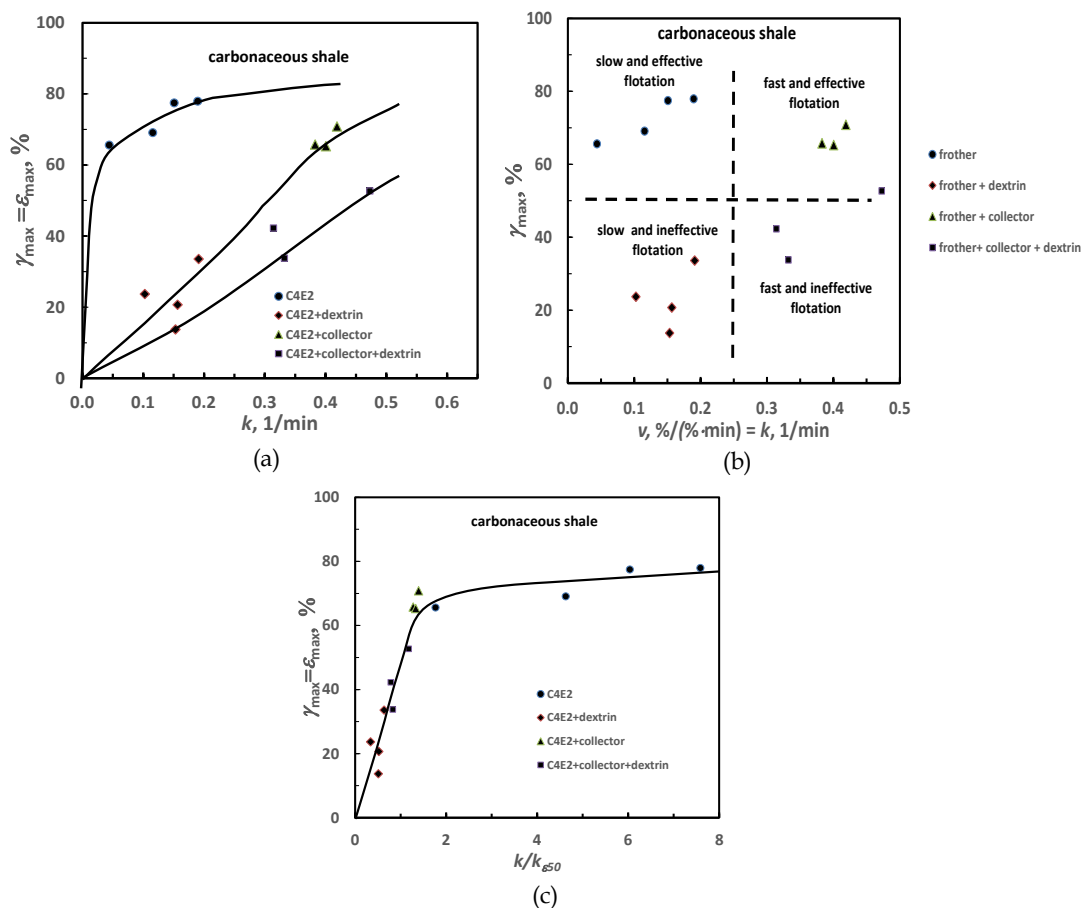 100
80
60
40
20
0
γmax =εmax, %
carbonaceous shale
C4E2
C4E2+dextrin
C4E2+collector
C4E2+collector+dextrin
0.0 0.1 0.2 0.3 0.4 0.5 0.6
k, 1/min
(a)
100
80
60
40
20
0
γmax, %
carbonaceous shale
slow and effective
flotation
fast and effective
flotation
slow and ineffective
flotation
fast and ineffective
flotation
0.0 0.1 0.2 0.3 0.4 0.5
v, %/(%·min) = k, 1/min
(b)
frother
frother + dextrin
frother + collector
frother+ collector + dextrin
100
80
60
40
20
0
γmax=εmax, %
carbonaceous shale
C4E2
C4E2+dextrin
C4E2+collector
C4E2+collector+dextrin
0 2 4 6 8
k/kε50
(c)